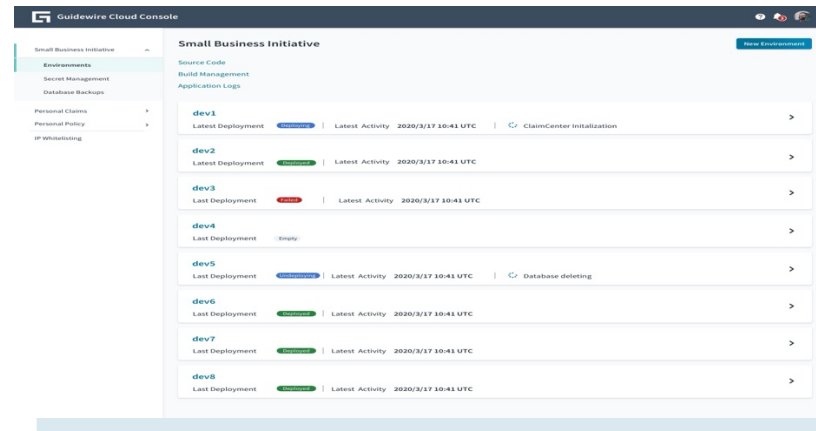 Guidewire Cloud Console
Small Business Initiative
Environments
Secret Management
Database Backups
Personal Claims
Personal Policy
IP Whitelisting
Small Business Initiative
New Environment
Source Code
Build Management
Application Logs
dev1
Latest Deployment Deploying | Latest Activity 2020/3/17 10:41 UTC | ClaimCenter Initalization
dev2
Latest Deployment Deployed | Latest Activity 2020/3/17 10:41 UTC
dev3
Last Deployment Failed | Latest Activity 2020/3/17 10:41 UTC
dev4
Last Deployment Empty
dev5
Last Deployment Undeploying | Latest Activity 2020/3/17 10:41 UTC | Database deleting
dev6
Last Deployment Deployed | Latest Activity 2020/3/17 10:41 UTC
dev7
Last Deployment Deployed | Latest Activity 2020/3/17 10:41 UTC
dev8
Last Deployment Deployed | Latest Activity 2020/3/17 10:41 UTC